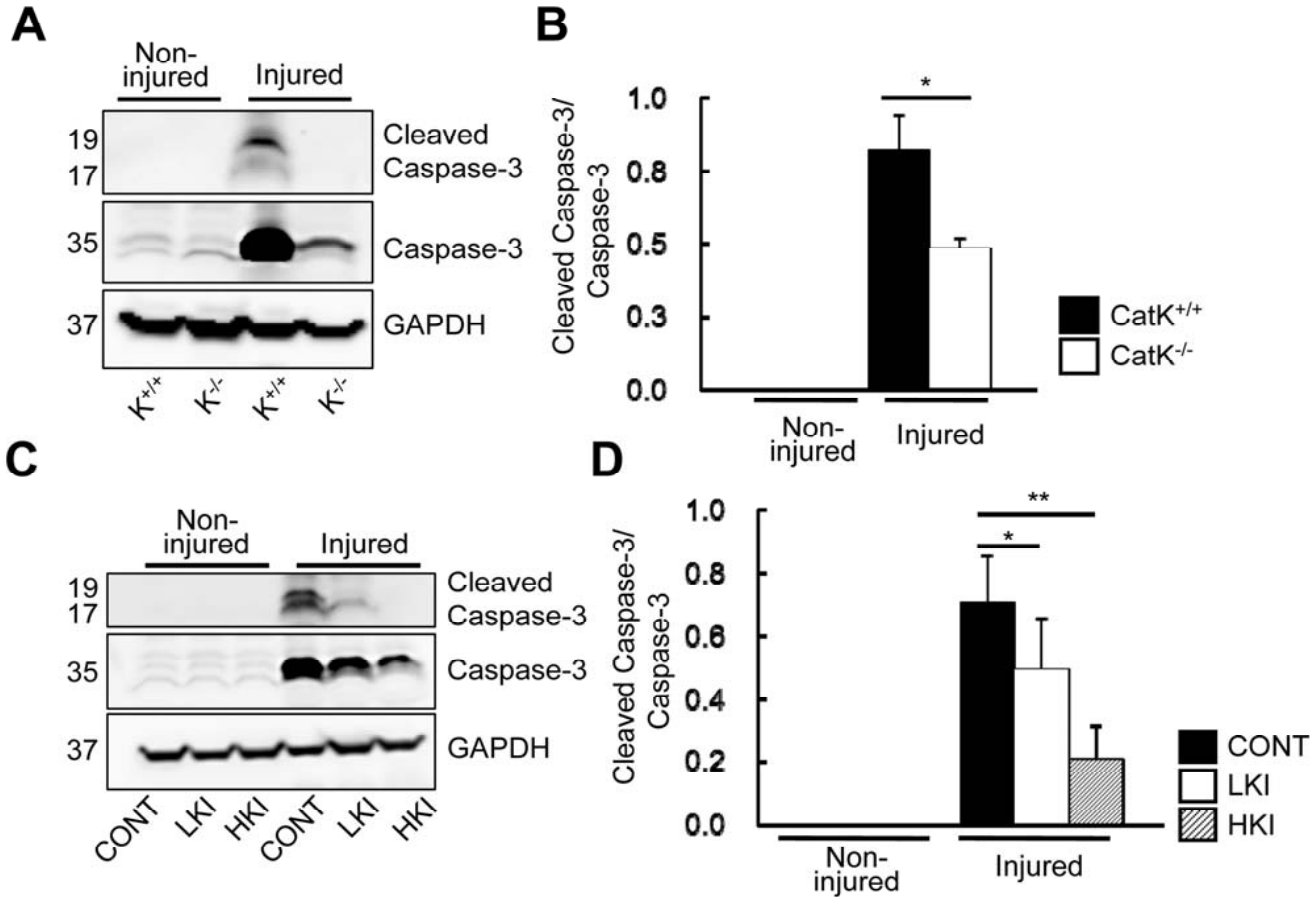 A
Non-
injured
Injured
19
Cleaved
17
Caspase-3
35
Caspase-3
37
GAPDH
K+/+
K-/-
K+/+
K-/-
B
Cleaved Caspase-3/
Caspase-3
1.0
0.8
0.5
0.3
0.0
*
Non-
injured
Injured
CatK+/+
CatK-/-
C
Non-
injured
Injured
19
Cleaved
17
Caspase-3
35
Caspase-3
37
GAPDH
CONT
LKI
HKI
CONT
LKI
HKI
D
Cleaved Caspase-3/
Caspase-3
1.0
0.8
0.6
0.4
0.2
0.0
**
*
Non-
injured
Injured
CONT
LKI
HKI